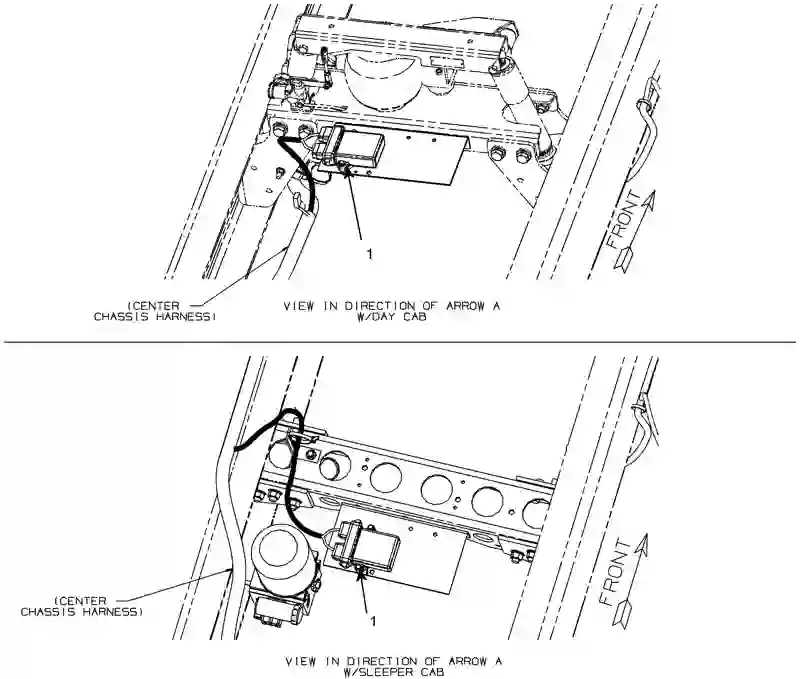 FRONT
1
(CENTER
CHASSIS HARNESS)
VIEW IN DIRECTION OF ARROW A
W/DAY CAB
FRONT
(CENTER
CHASSIS HARNESS)
1
VIEW IN DIRECTION OF ARROW A
W/SLEEPER CAB